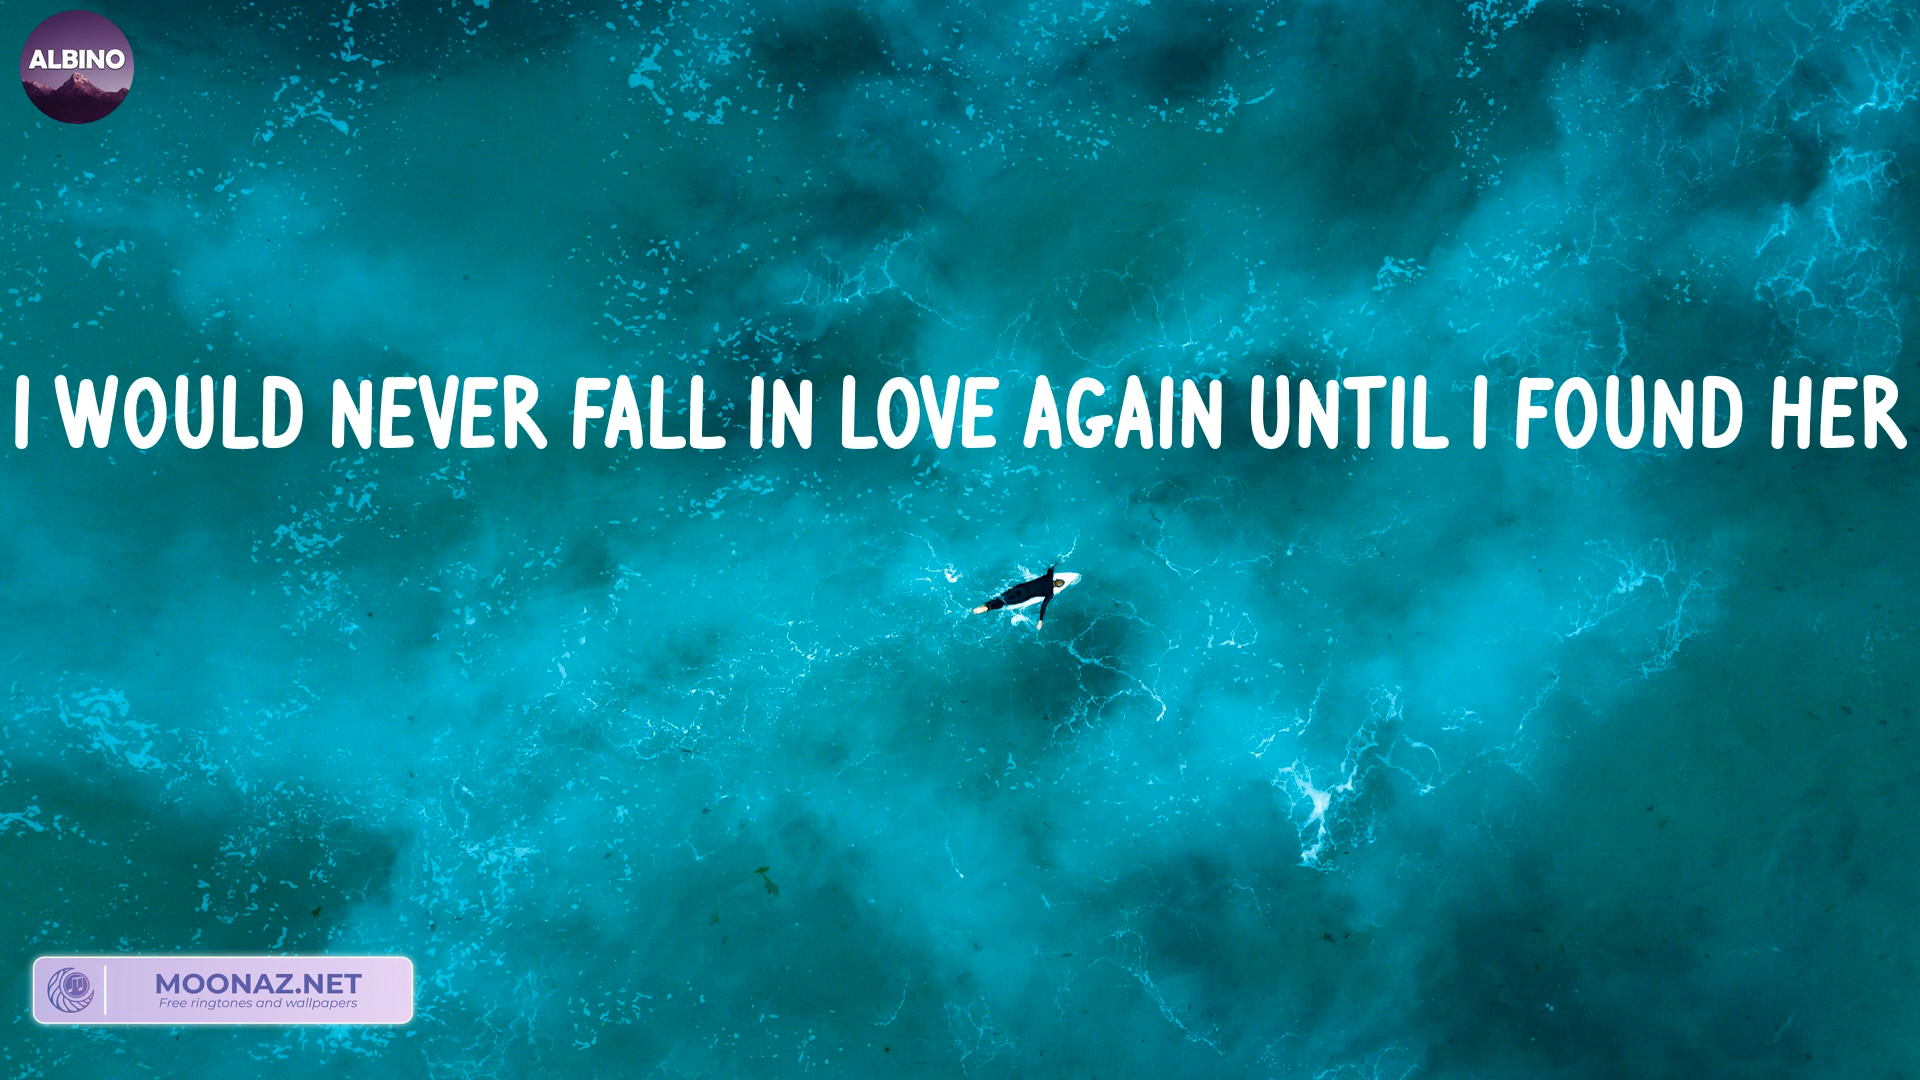 ALBINO
I WOULD NEVER FALL IN LOVE AGAIN UNTIL I FOUND HER
MOONAZ.NET
Free ringtones and wallpapers